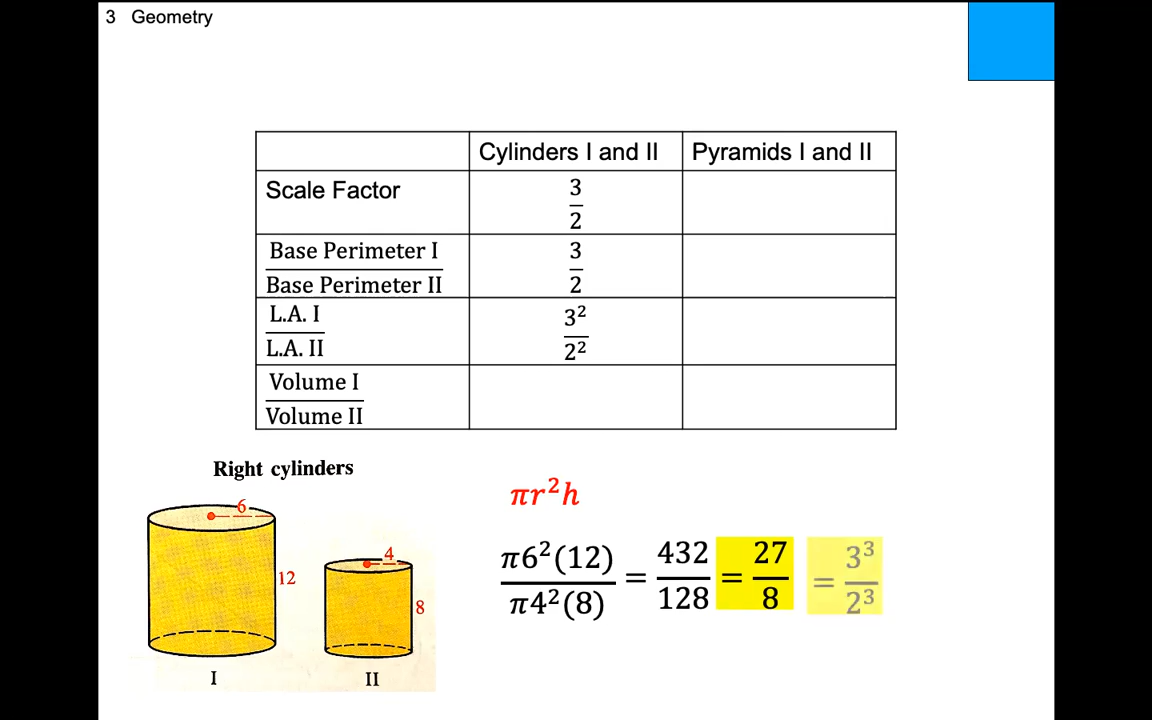 3 Geometry
Cylinders I and II Pyramids I and II
Scale Factor 3/2
Base Perimeter I / Base Perimeter II 3/2
L.A. I / L.A. II 3²/2²
Volume I / Volume II
Right cylinders
6
4
12
8
I II
πr²h
π6²(12)/π4²(8) = 432/128 = 27/8 = 3³/2³